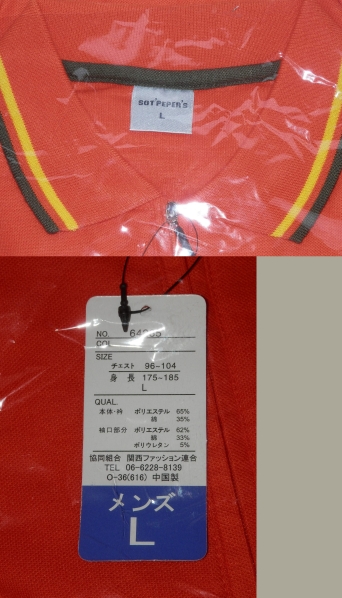 SGT PEPER'S
L
NO.
COL
SIZE
チェスト 96-104
身 長 175~185
L
QUAL.
本体・衿 ポリエステル 65%
綿 35%
袖口部分 ポリエステル 62%
綿 33%
ポリウレタン 5%
協同組合 関西ファッション連合
TEL 06-6228-8139
O-36(616) 中国製
メンズ
L